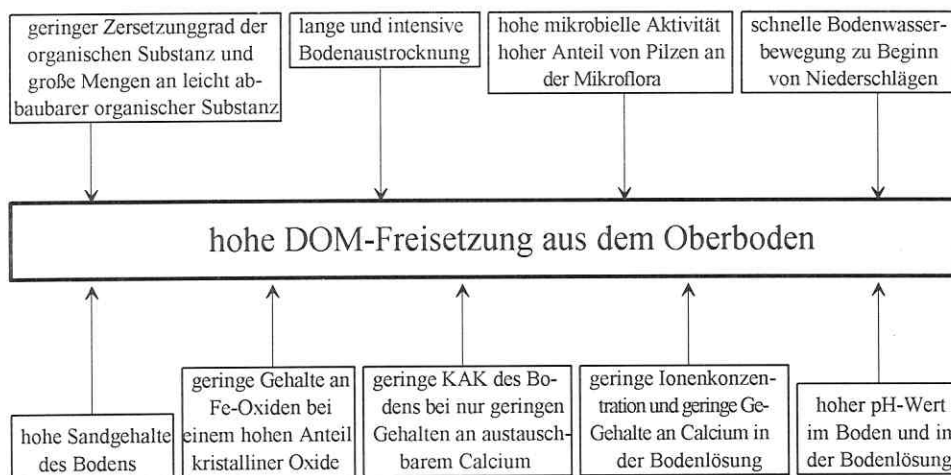 geringer Zersetzunggrad der
organischen Substanz und
große Mengen an leicht ab-
baubarer organischer Substanz
lange und intensive
Bodenaustrocknung
hohe mikrobielle Aktivität
hoher Anteil von Pilzen an
der Mikroflora
schnelle Bodenwasser-
bewegung zu Beginn
von Niederschlägen
hohe DOM-Freisetzung aus dem Oberboden
hohe Sandgehalte
des Bodens
geringe Gehalte an
Fe-Oxiden bei
einem hohen Anteil
kristalliner Oxide
geringe KAK des Bo-
dens bei nur geringen
Gehalten an austausch-
barem Calcium
geringe Ionenkonzen-
tration und geringe Ge-
Gehalte an Calcium in
der Bodenlösung
hoher pH-Wert
im Boden und in
der Bodenlösung